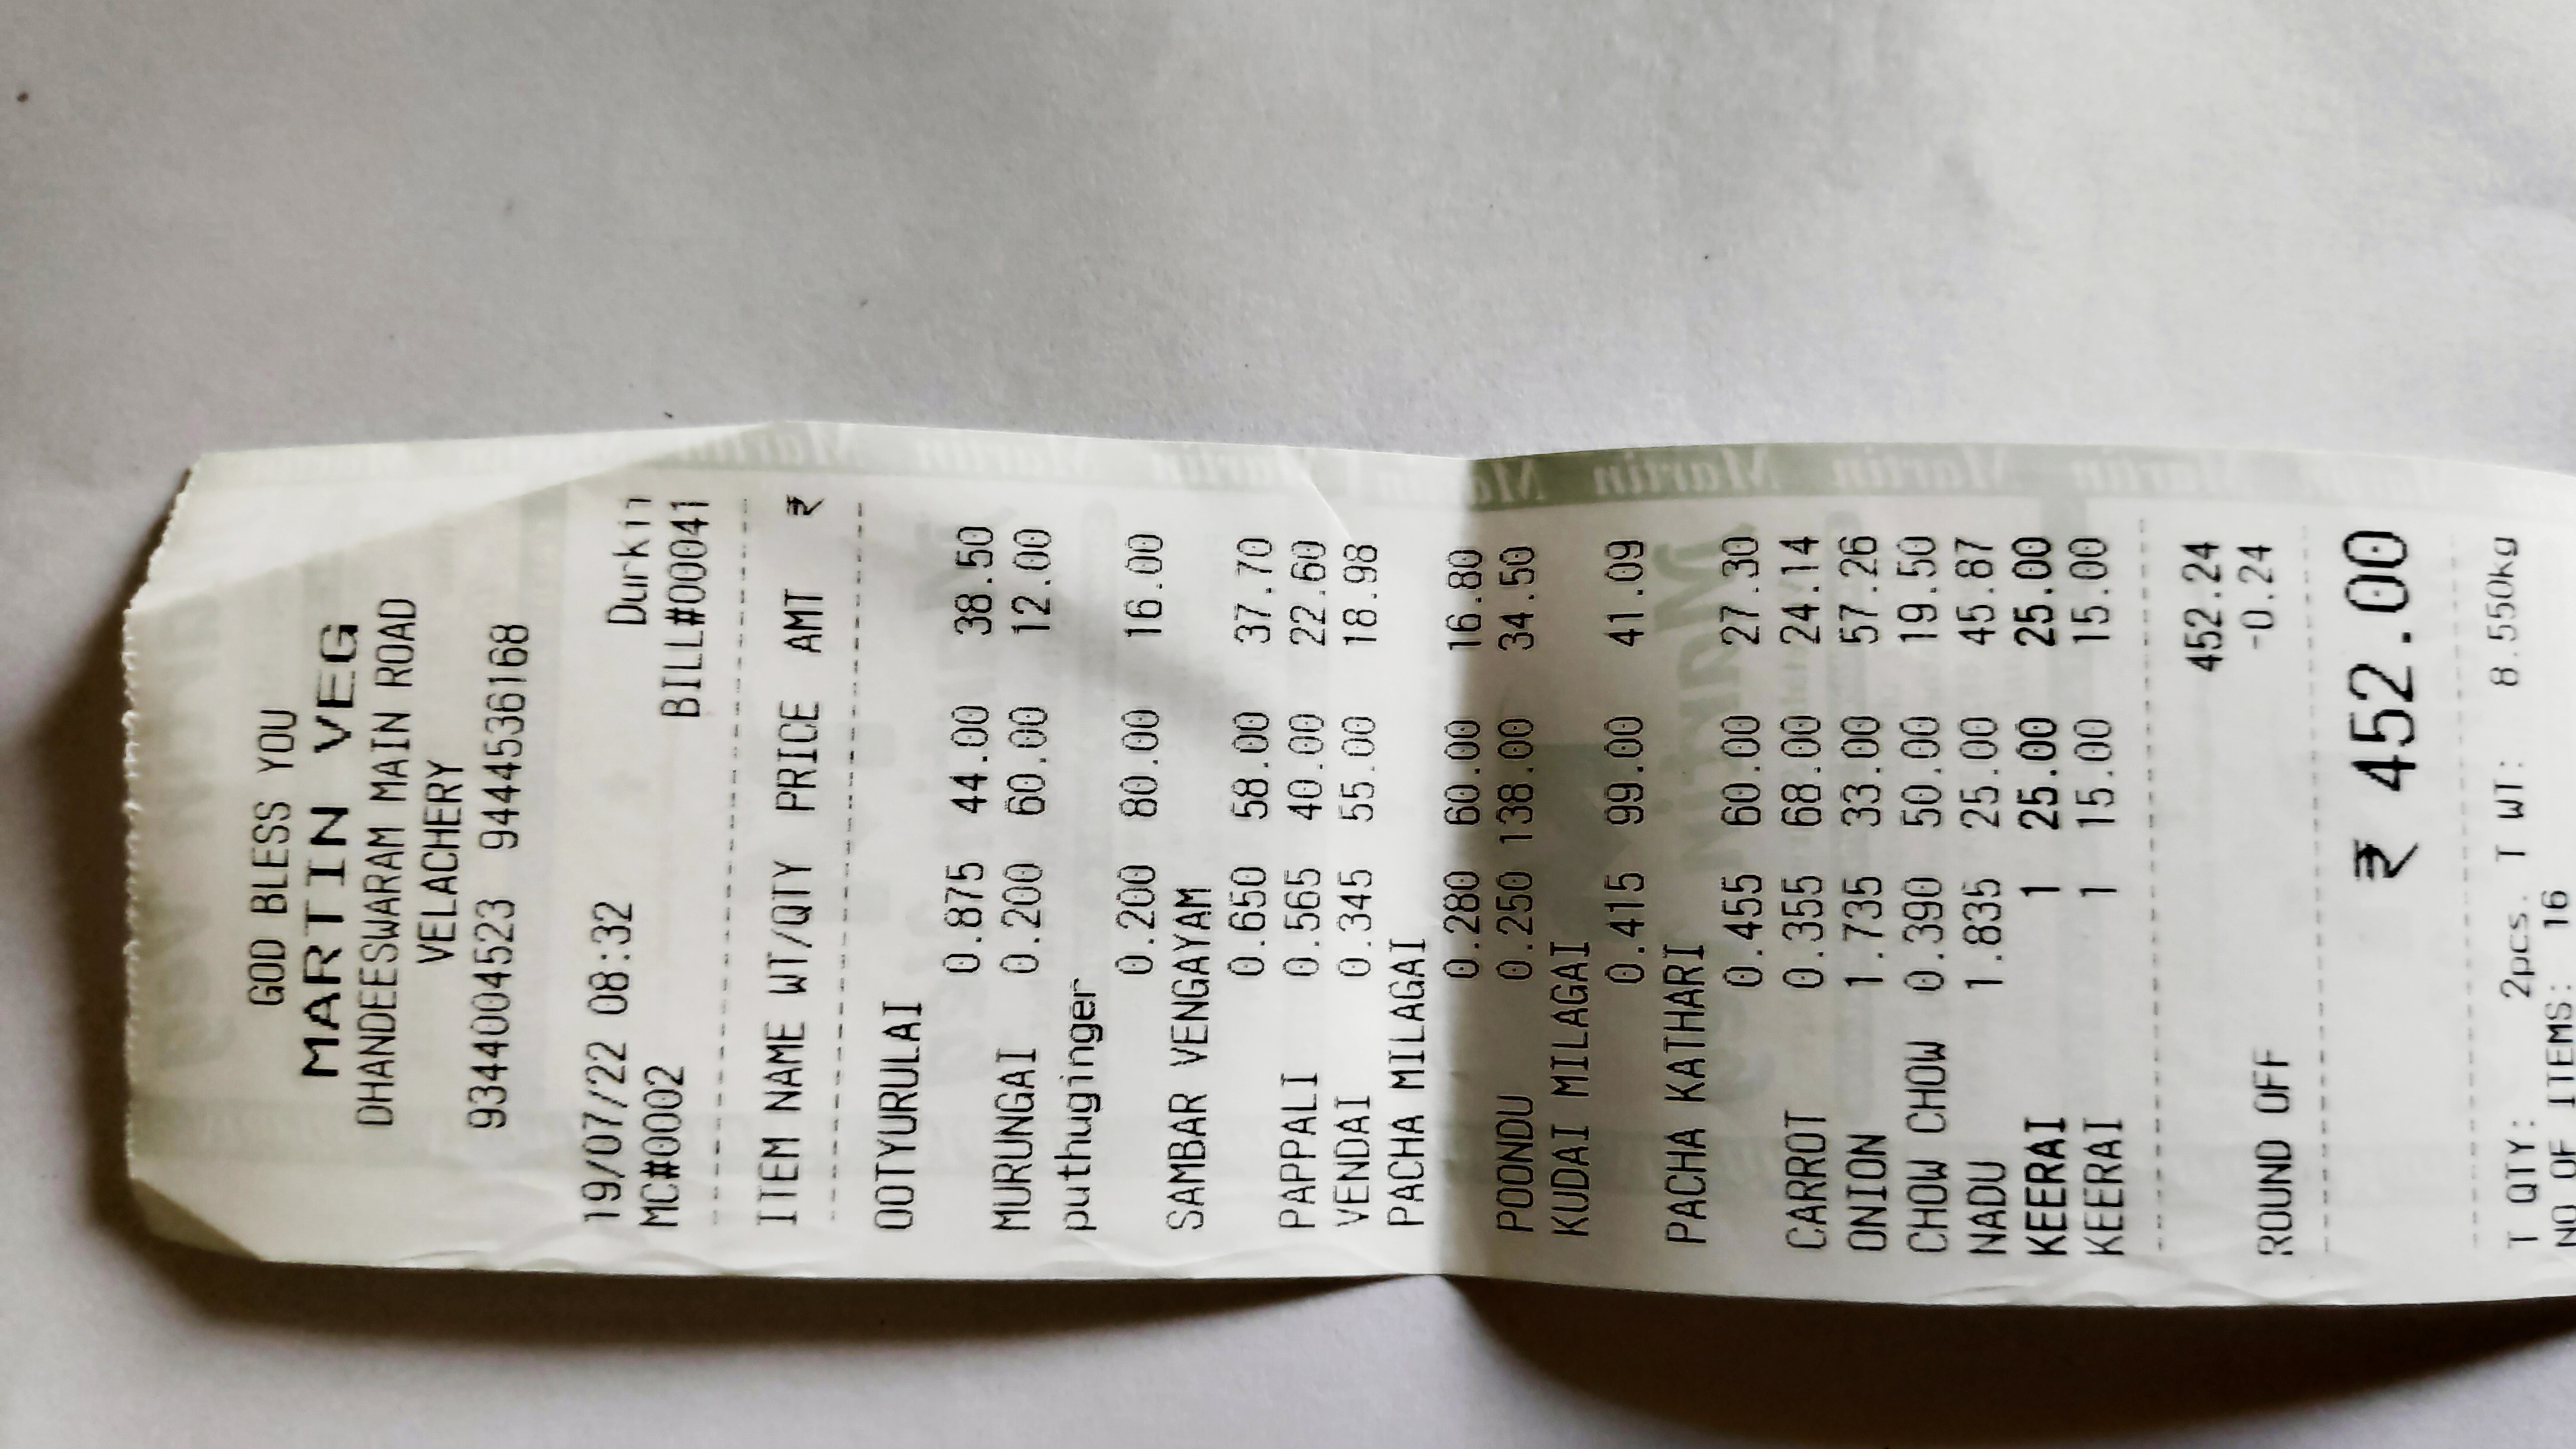 GOD BLESS YOU
MARTIN VEG
DHANDEESWARAM MAIN ROAD
VELACHERY
9344004523 9444536168
19/07/22 08:32
MC#0002 BILL#00041
ITEM NAME WT/QTY PRICE AMT ₹
OOTYURULAI
0.875 44.00 38.50
MURUNGAI 0.200 60.00 12.00
puthuginger
0.200 80.00 16.00
SAMBAR VENGAYAM
0.650 58.00 37.70
PAPPALI 0.565 40.00 22.60
VENDAI 0.345 55.00 18.98
PACHA MILAGAI
0.280 60.00 16.80
POONDU 0.250 138.00 34.50
KUDAI MILAGAI
0.415 99.00 41.09
PACHA KATHARI
0.455 60.00 27.30
CARROT 0.355 68.00 24.14
ONION 1.735 33.00 57.26
CHOW CHOW 0.390 50.00 19.50
NADU 1.835 25.00 45.87
KEERAI 1 25.00 25.00
KEERAI 1 15.00 15.00
452.24
ROUND OFF -0.24
₹ 452.00
T QTY: 2pcs. T WT: 8.550kg
NO OF ITEMS: 16